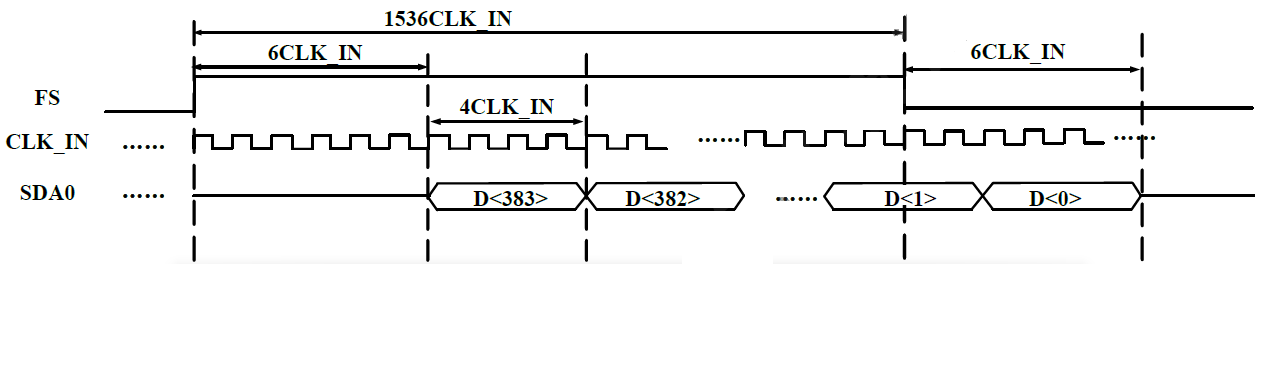 1536CLK_IN
6CLK_IN
6CLK_IN
FS
4CLK_IN
CLK_IN ...... ...... ......
SDA0 ...... D<383> D<382> ...... D<1> D<0>